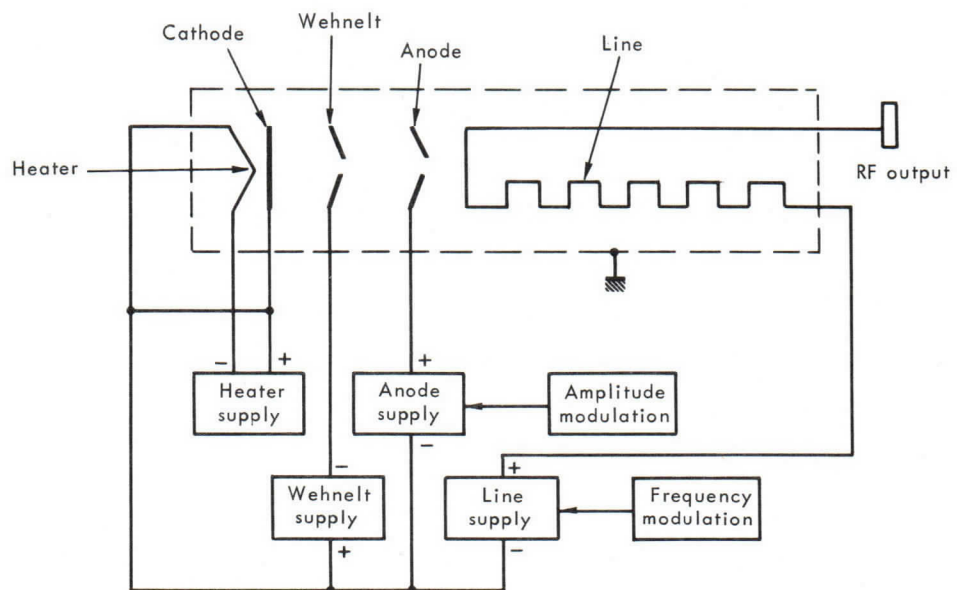 Wehnelt
Cathode
Anode
Line
Heater
RF output
-
+
+
Heater
supply
Anode
supply
Amplitude
modulation
-
-
+
Wehnelt
supply
Line
supply
Frequency
modulation
+
-